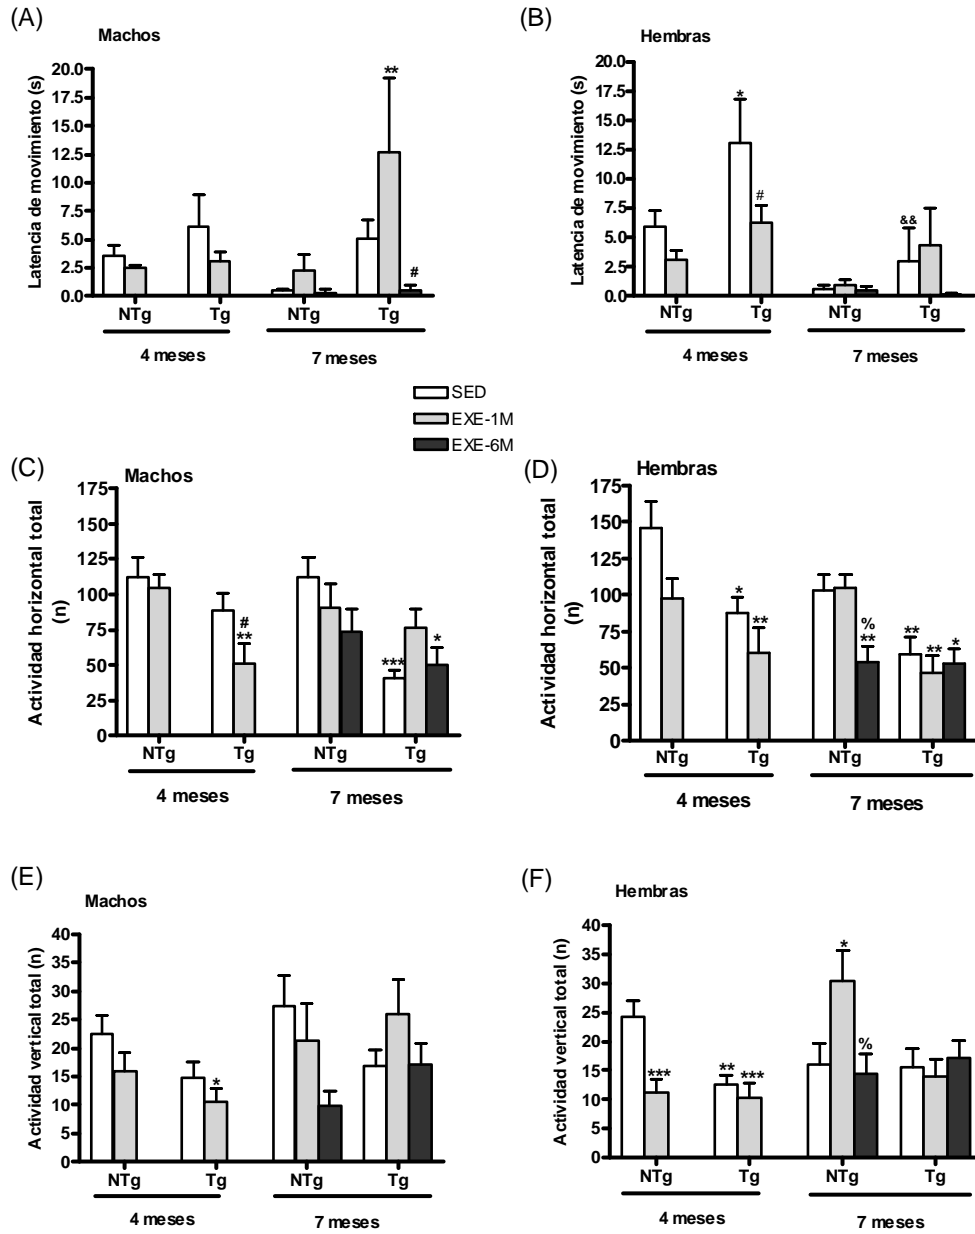 (A)
Machos
Latencia de movimiento (s)
20.0
17.5
15.0
12.5
10.0
7.5
5.0
2.5
0.0
**
#
NTg Tg NTg Tg
4 meses 7 meses
(B)
Hembras
Latencia de movimiento (s)
20.0
17.5
15.0
12.5
10.0
7.5
5.0
2.5
0.0
*
#
&&
NTg Tg NTg Tg
4 meses 7 meses
SED
EXE-1M
EXE-6M
(C)
Machos
Actividad horizontal total
(n)
175
150
125
100
75
50
25
0
#
**
***
*
NTg Tg NTg Tg
4 meses 7 meses
(D)
Hembras
Actividad horizontal total
(n)
175
150
125
100
75
50
25
0
*
**
%
**
**
**
*
NTg Tg NTg Tg
4 meses 7 meses
(E)
Machos
Actividad vertical total (n)
40
35
30
25
20
15
10
5
0
*
NTg Tg NTg Tg
4 meses 7 meses
(F)
Hembras
Actividad vertical total (n)
40
35
30
25
20
15
10
5
0
***
**
***
*
%
NTg Tg NTg Tg
4 meses 7 meses